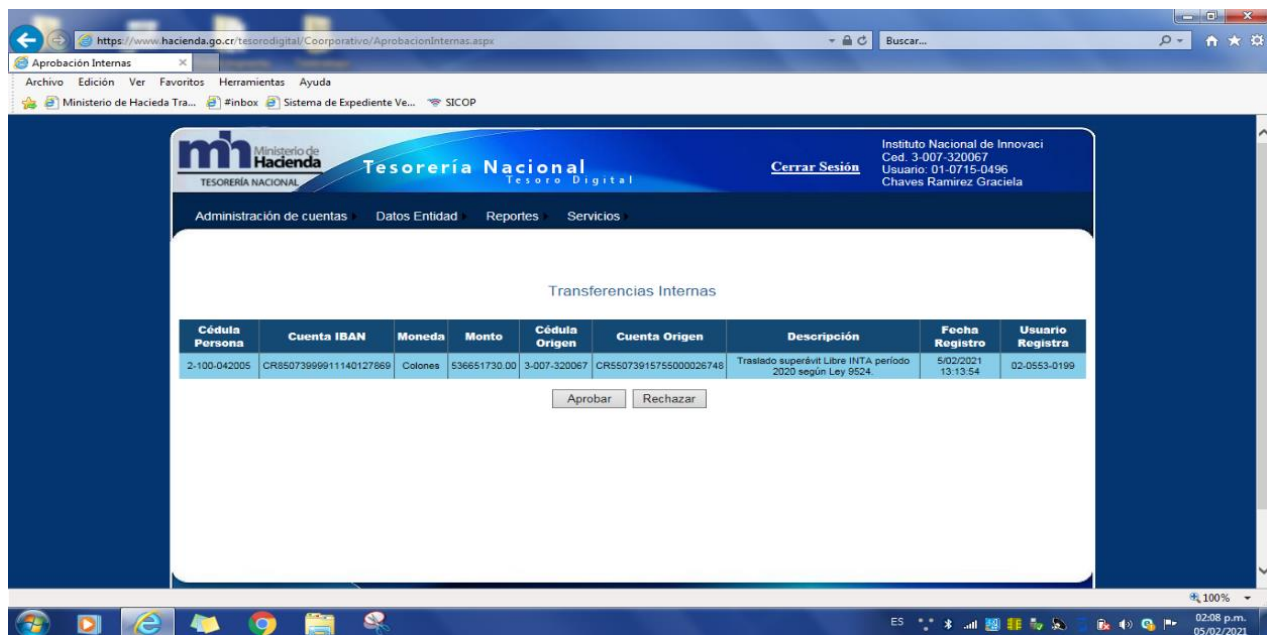 https://www.hacienda.go.cr/tesorodigital/Coorporativo/AprobacionInternas.aspx
Buscar...
Aprobación Internas
Archivo Edición Ver Favoritos Herramientas Ayuda
Ministerio de Hacieda Tra... #inbox Sistema de Expediente Ve... SICOP
mh Ministerio de Hacienda
TESORERÍA NACIONAL
Tesorería Nacional
Tesoro Digital
Cerrar Sesión
Instituto Nacional de Innovaci
Ced. 3-007-320067
Usuario: 01-0715-0496
Chaves Ramirez Graciela
Administración de cuentas Datos Entidad Reportes Servicios
Transferencias Internas
Cédula Persona Cuenta IBAN Moneda Monto Cédula Origen Cuenta Origen Descripción Fecha Registro Usuario Registra
2-100-042005 CR85073999911140127869 Colones 536651730.00 3-007-320067 CR55073915755000026748 Traslado superávit Libre INTA período 2020 según Ley 9524. 5/02/2021 13:13:54 02-0553-0199
Aprobar Rechazar
100%
ES
02:08 p.m.
05/02/2021